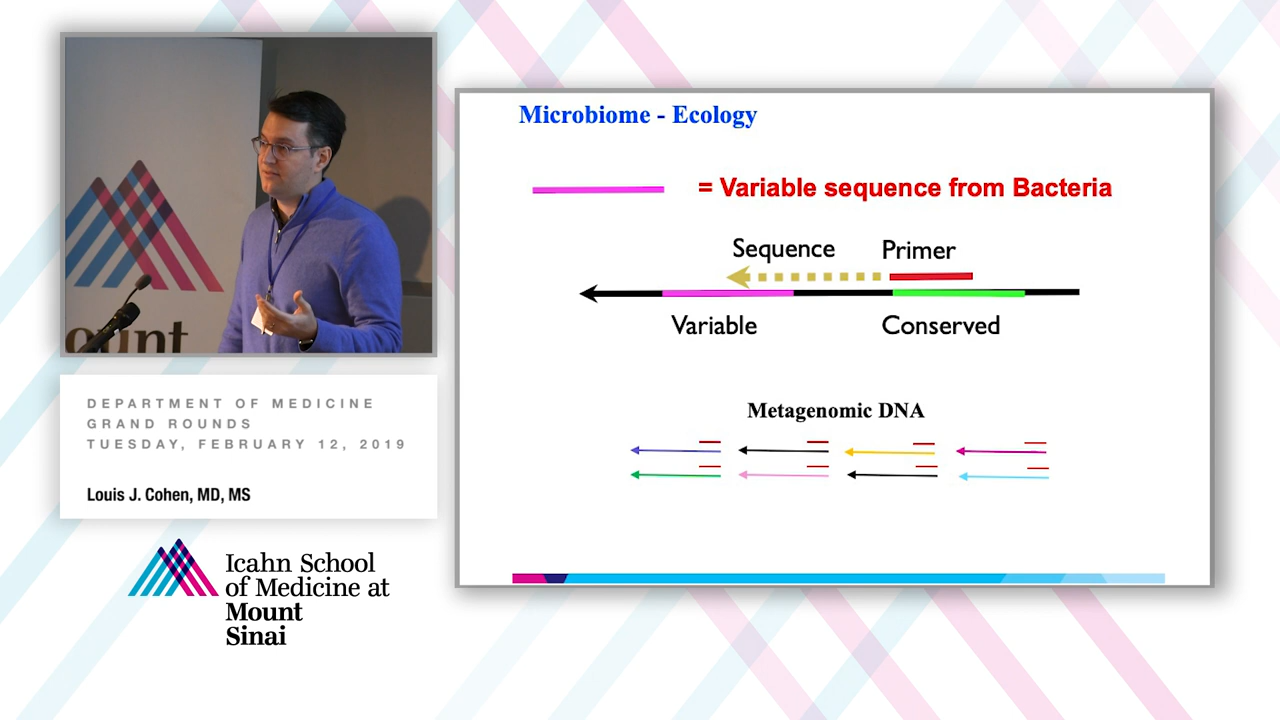 ount
DEPARTMENT OF MEDICINE
GRAND ROUNDS
TUESDAY, FEBRUARY 12, 2019
Louis J. Cohen, MD, MS
Icahn School
of Medicine at
Mount
Sinai
Microbiome - Ecology
= Variable sequence from Bacteria
Sequence Primer
Variable Conserved
Metagenomic DNA